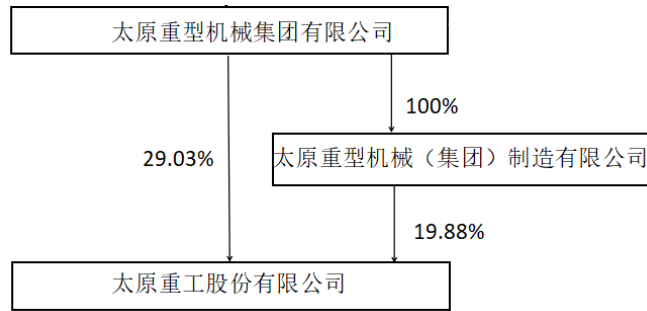 太原重型机械集团有限公司
100%
29.03%
太原重型机械（集团）制造有限公司
19.88%
太原重工股份有限公司